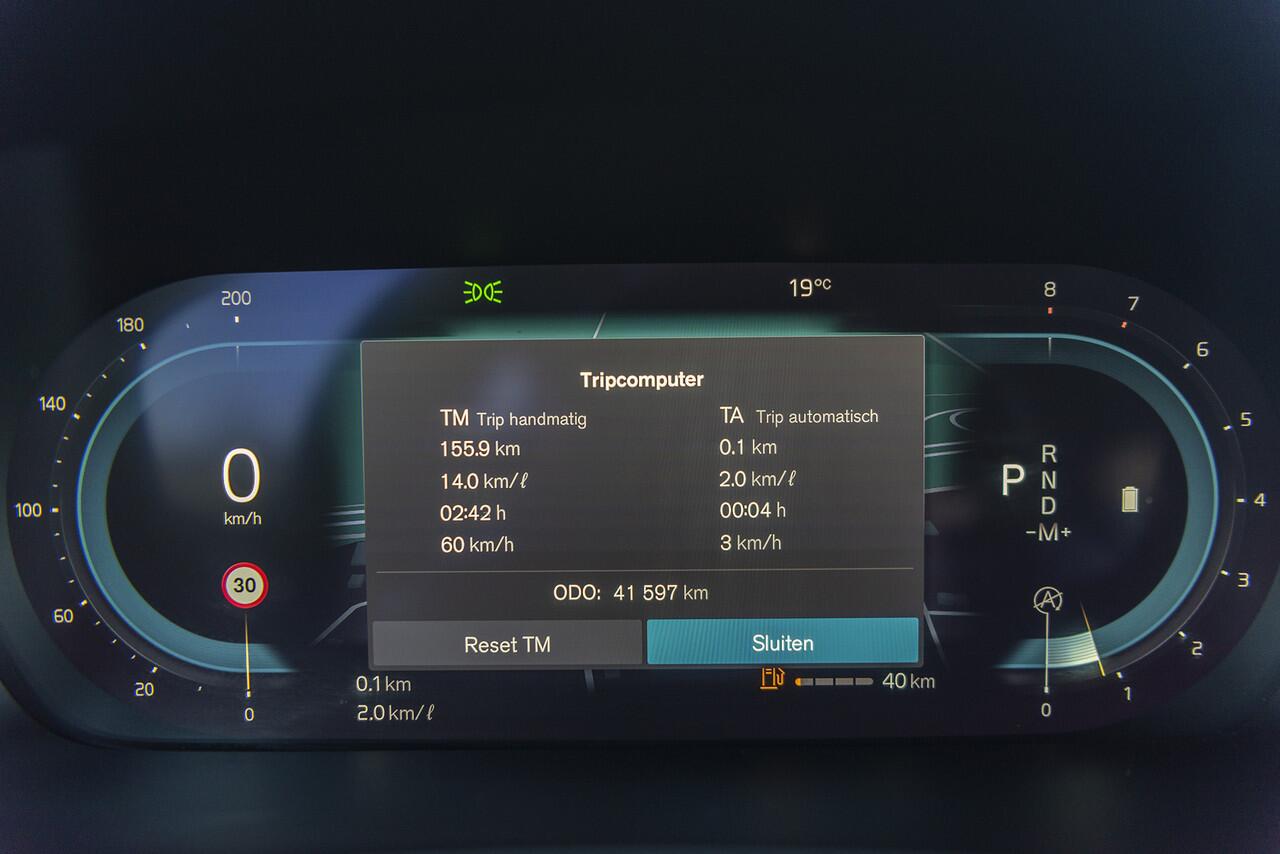 200
19°C
8
7
180
6
140
5
100
4
60
3
20
2
0
1
0
Tripcomputer
TM Trip handmatig
155.9 km
14.0 km/ℓ
02:42 h
60 km/h
TA Trip automatisch
0.1 km
2.0 km/ℓ
00:04 h
3 km/h
ODO: 41 597 km
Reset TM
Sluiten
0
km/h
30
P
R
N
D
-M+
A
0.1 km
2.0 km/ℓ
40 km